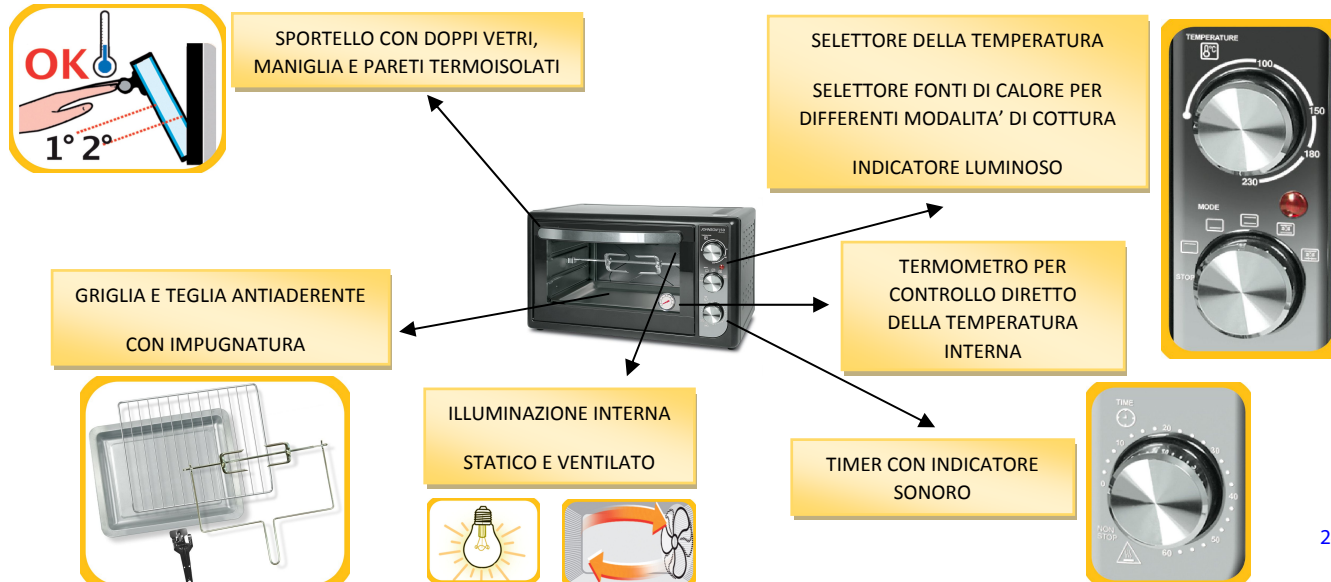 OK
1° 2°
SPORTELLO CON DOPPI VETRI,
MANIGLIA E PARETI TERMOISOLATI
SELETTORE DELLA TEMPERATURA
SELETTORE FONTI DI CALORE PER
DIFFERENTI MODALITA’ DI COTTURA
INDICATORE LUMINOSO
TEMPERATURE
°C
100
150
180
230
MODE
STOP
GRIGLIA E TEGLIA ANTIADERENTE
CON IMPUGNATURA
TERMOMETRO PER
CONTROLLO DIRETTO
DELLA TEMPERATURA
INTERNA
ILLUMINAZIONE INTERNA
STATICO E VENTILATO
TIMER CON INDICATORE
SONORO
TIME
0
10
20
30
40
50
60
NON
STOP
2